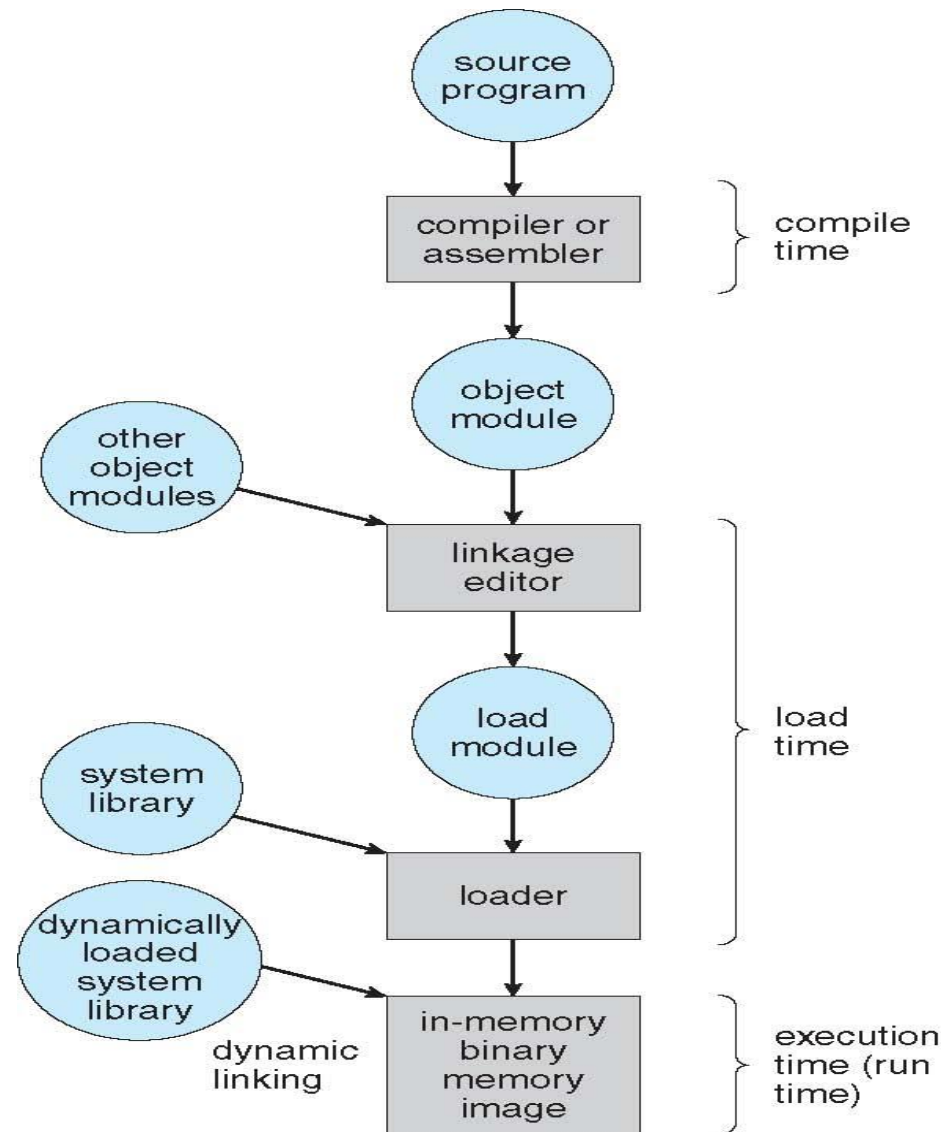 source
program
compiler or
assembler
compile
time
object
module
other
object
modules
linkage
editor
load
module
load
time
system
library
loader
dynamically
loaded
system
library
dynamic
linking
in-memory
binary
memory
image
execution
time (run
time)